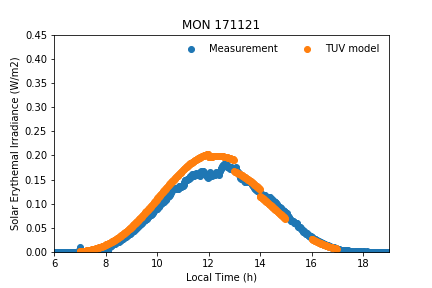 MON 171121
Measurement
TUV model
Solar Erythemal Irradiance (W/m2)
0.45
0.40
0.35
0.30
0.25
0.20
0.15
0.10
0.05
0.00
6 8 10 12 14 16 18
Local Time (h)